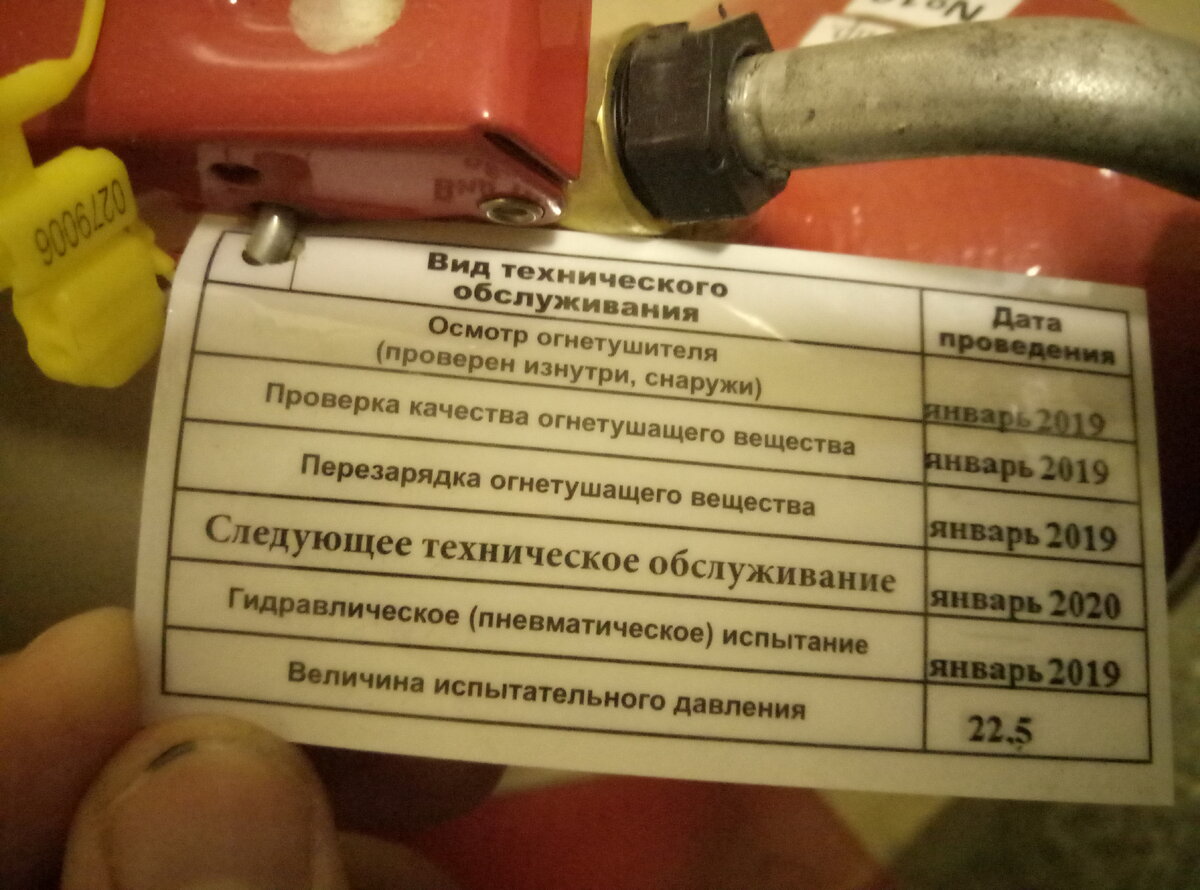 0279006
Вид технического
обслуживания
Дата
проведения
Осмотр огнетушителя
(проверен изнутри, снаружи)
январь 2019
Проверка качества огнетушащего вещества
январь 2019
Перезарядка огнетушащего вещества
январь 2019
Следующее техническое обслуживание
январь 2020
Гидравлическое (пневматическое) испытание
январь 2019
Величина испытательного давления
22,5